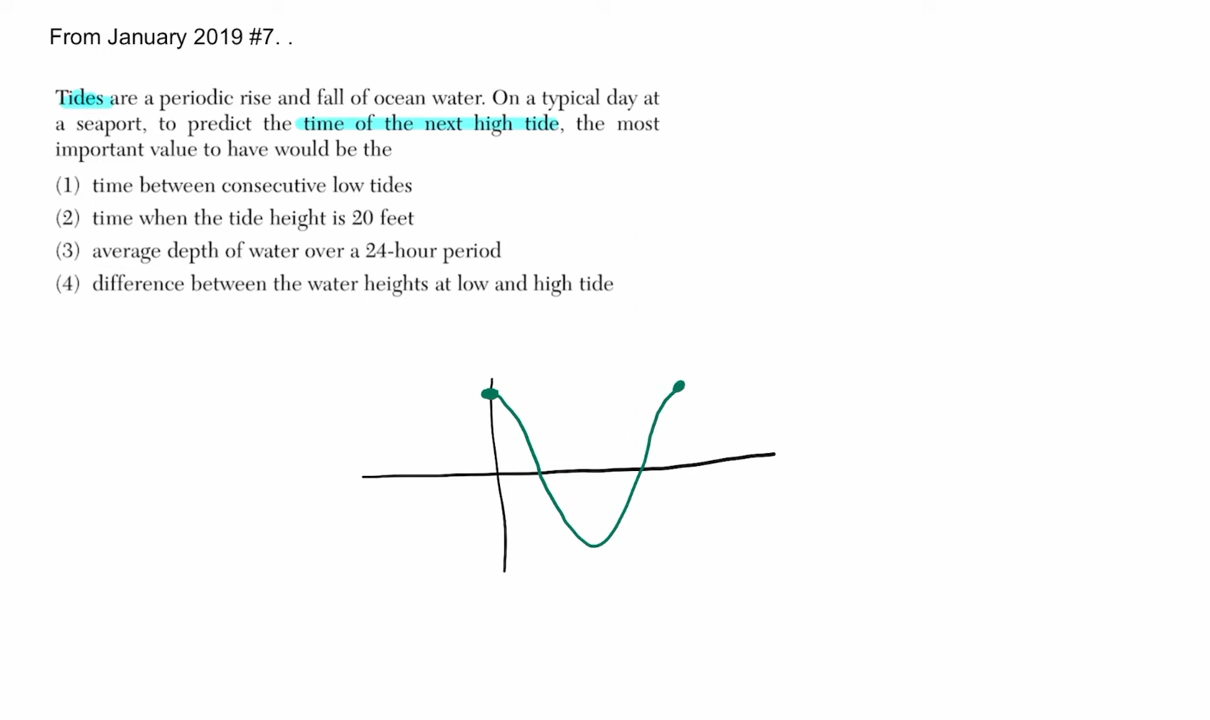 From January 2019 #7. .
Tides are a periodic rise and fall of ocean water. On a typical day at
a seaport, to predict the time of the next high tide, the most
important value to have would be the
(1) time between consecutive low tides
(2) time when the tide height is 20 feet
(3) average depth of water over a 24-hour period
(4) difference between the water heights at low and high tide